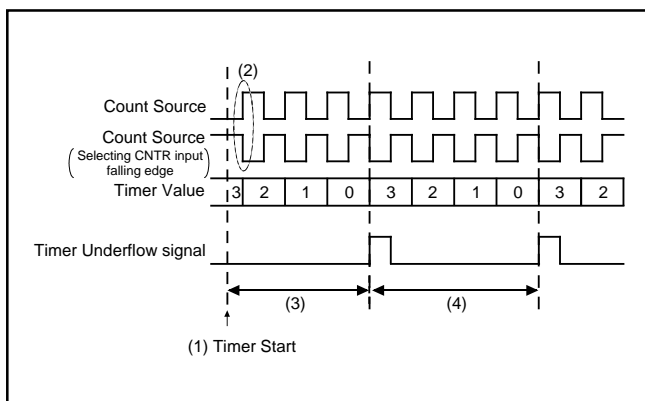 (2)
Count Source
Count Source
(Selecting CNTR input
falling edge)
Timer Value 3 2 1 0 3 2 1 0 3 2
Timer Underflow signal
(3) (4)
(1) Timer Start